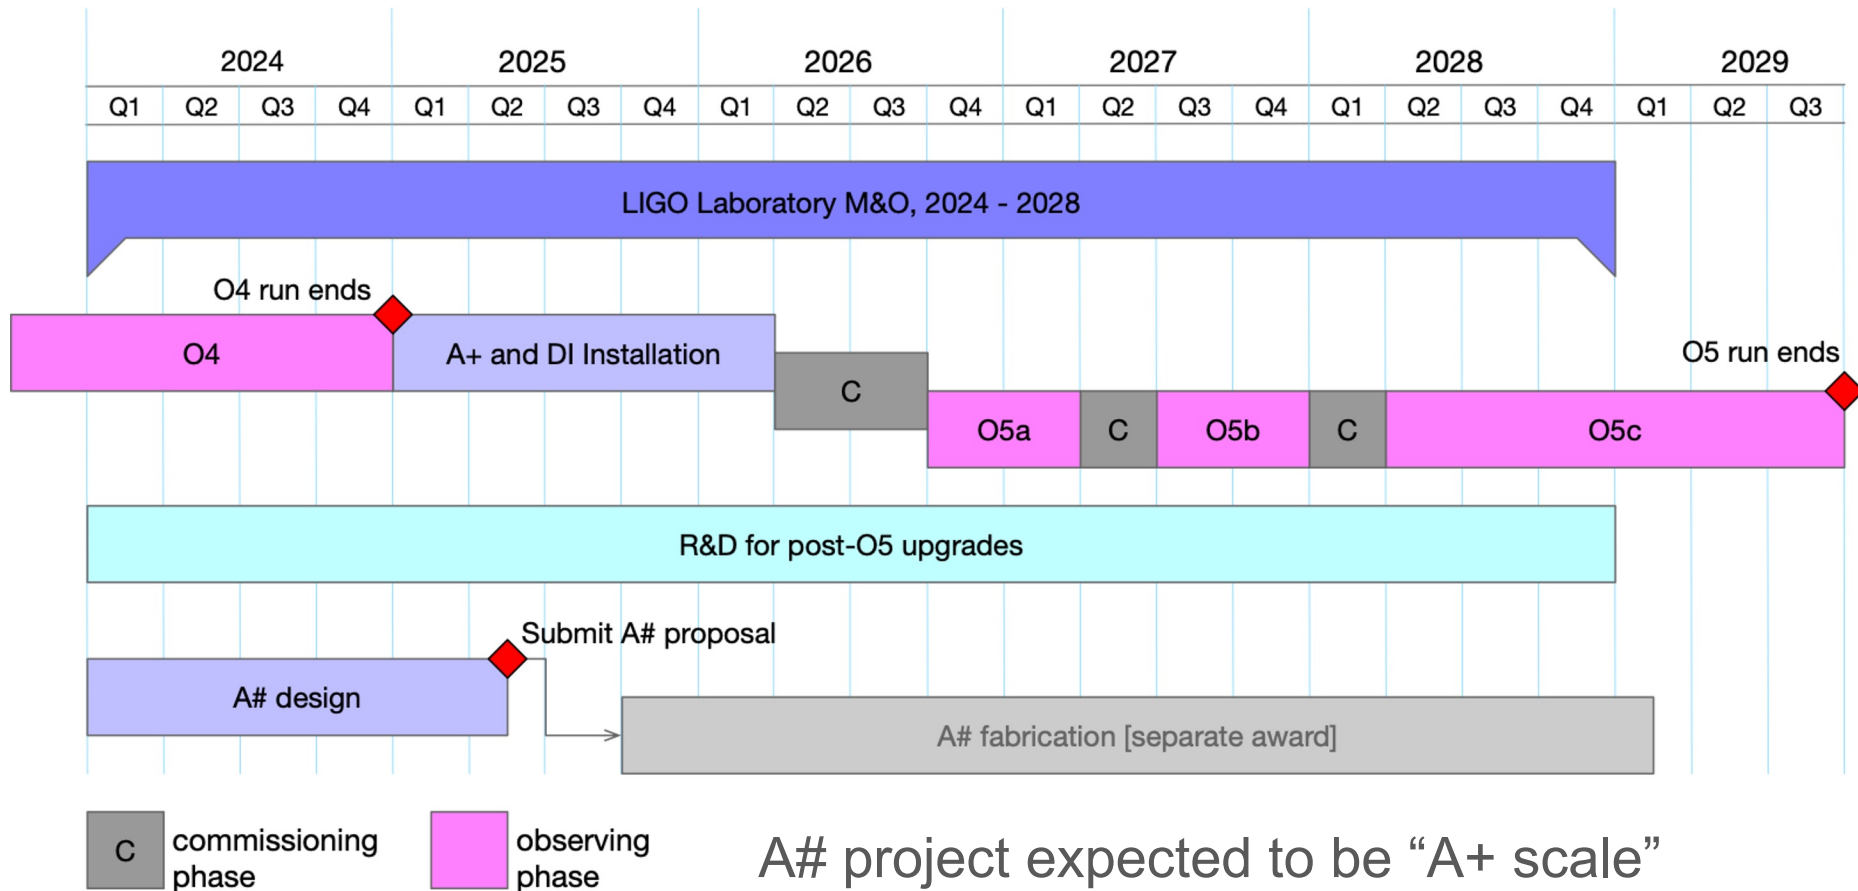 2024 2025 2026 2027 2028 2029
Q1 Q2 Q3 Q4 Q1 Q2 Q3 Q4 Q1 Q2 Q3 Q4 Q1 Q2 Q3 Q4 Q1 Q2 Q3 Q4 Q1 Q2 Q3
LIGO Laboratory M&O, 2024 - 2028
O4 run ends
O4 A+ and DI Installation
C
O5 run ends
O5a C O5b C O5c
R&D for post-O5 upgrades
Submit A# proposal
A# design
A# fabrication [separate award]
C commissioning
phase
observing
phase
A# project expected to be “A+ scale”